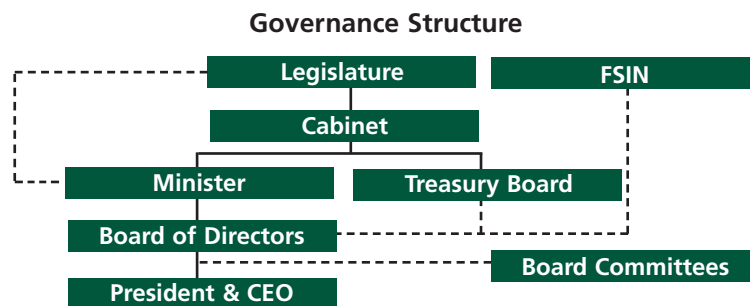 Governance Structure
Legislature
FSIN
Cabinet
Minister
Treasury Board
Board of Directors
Board Committees
President & CEO